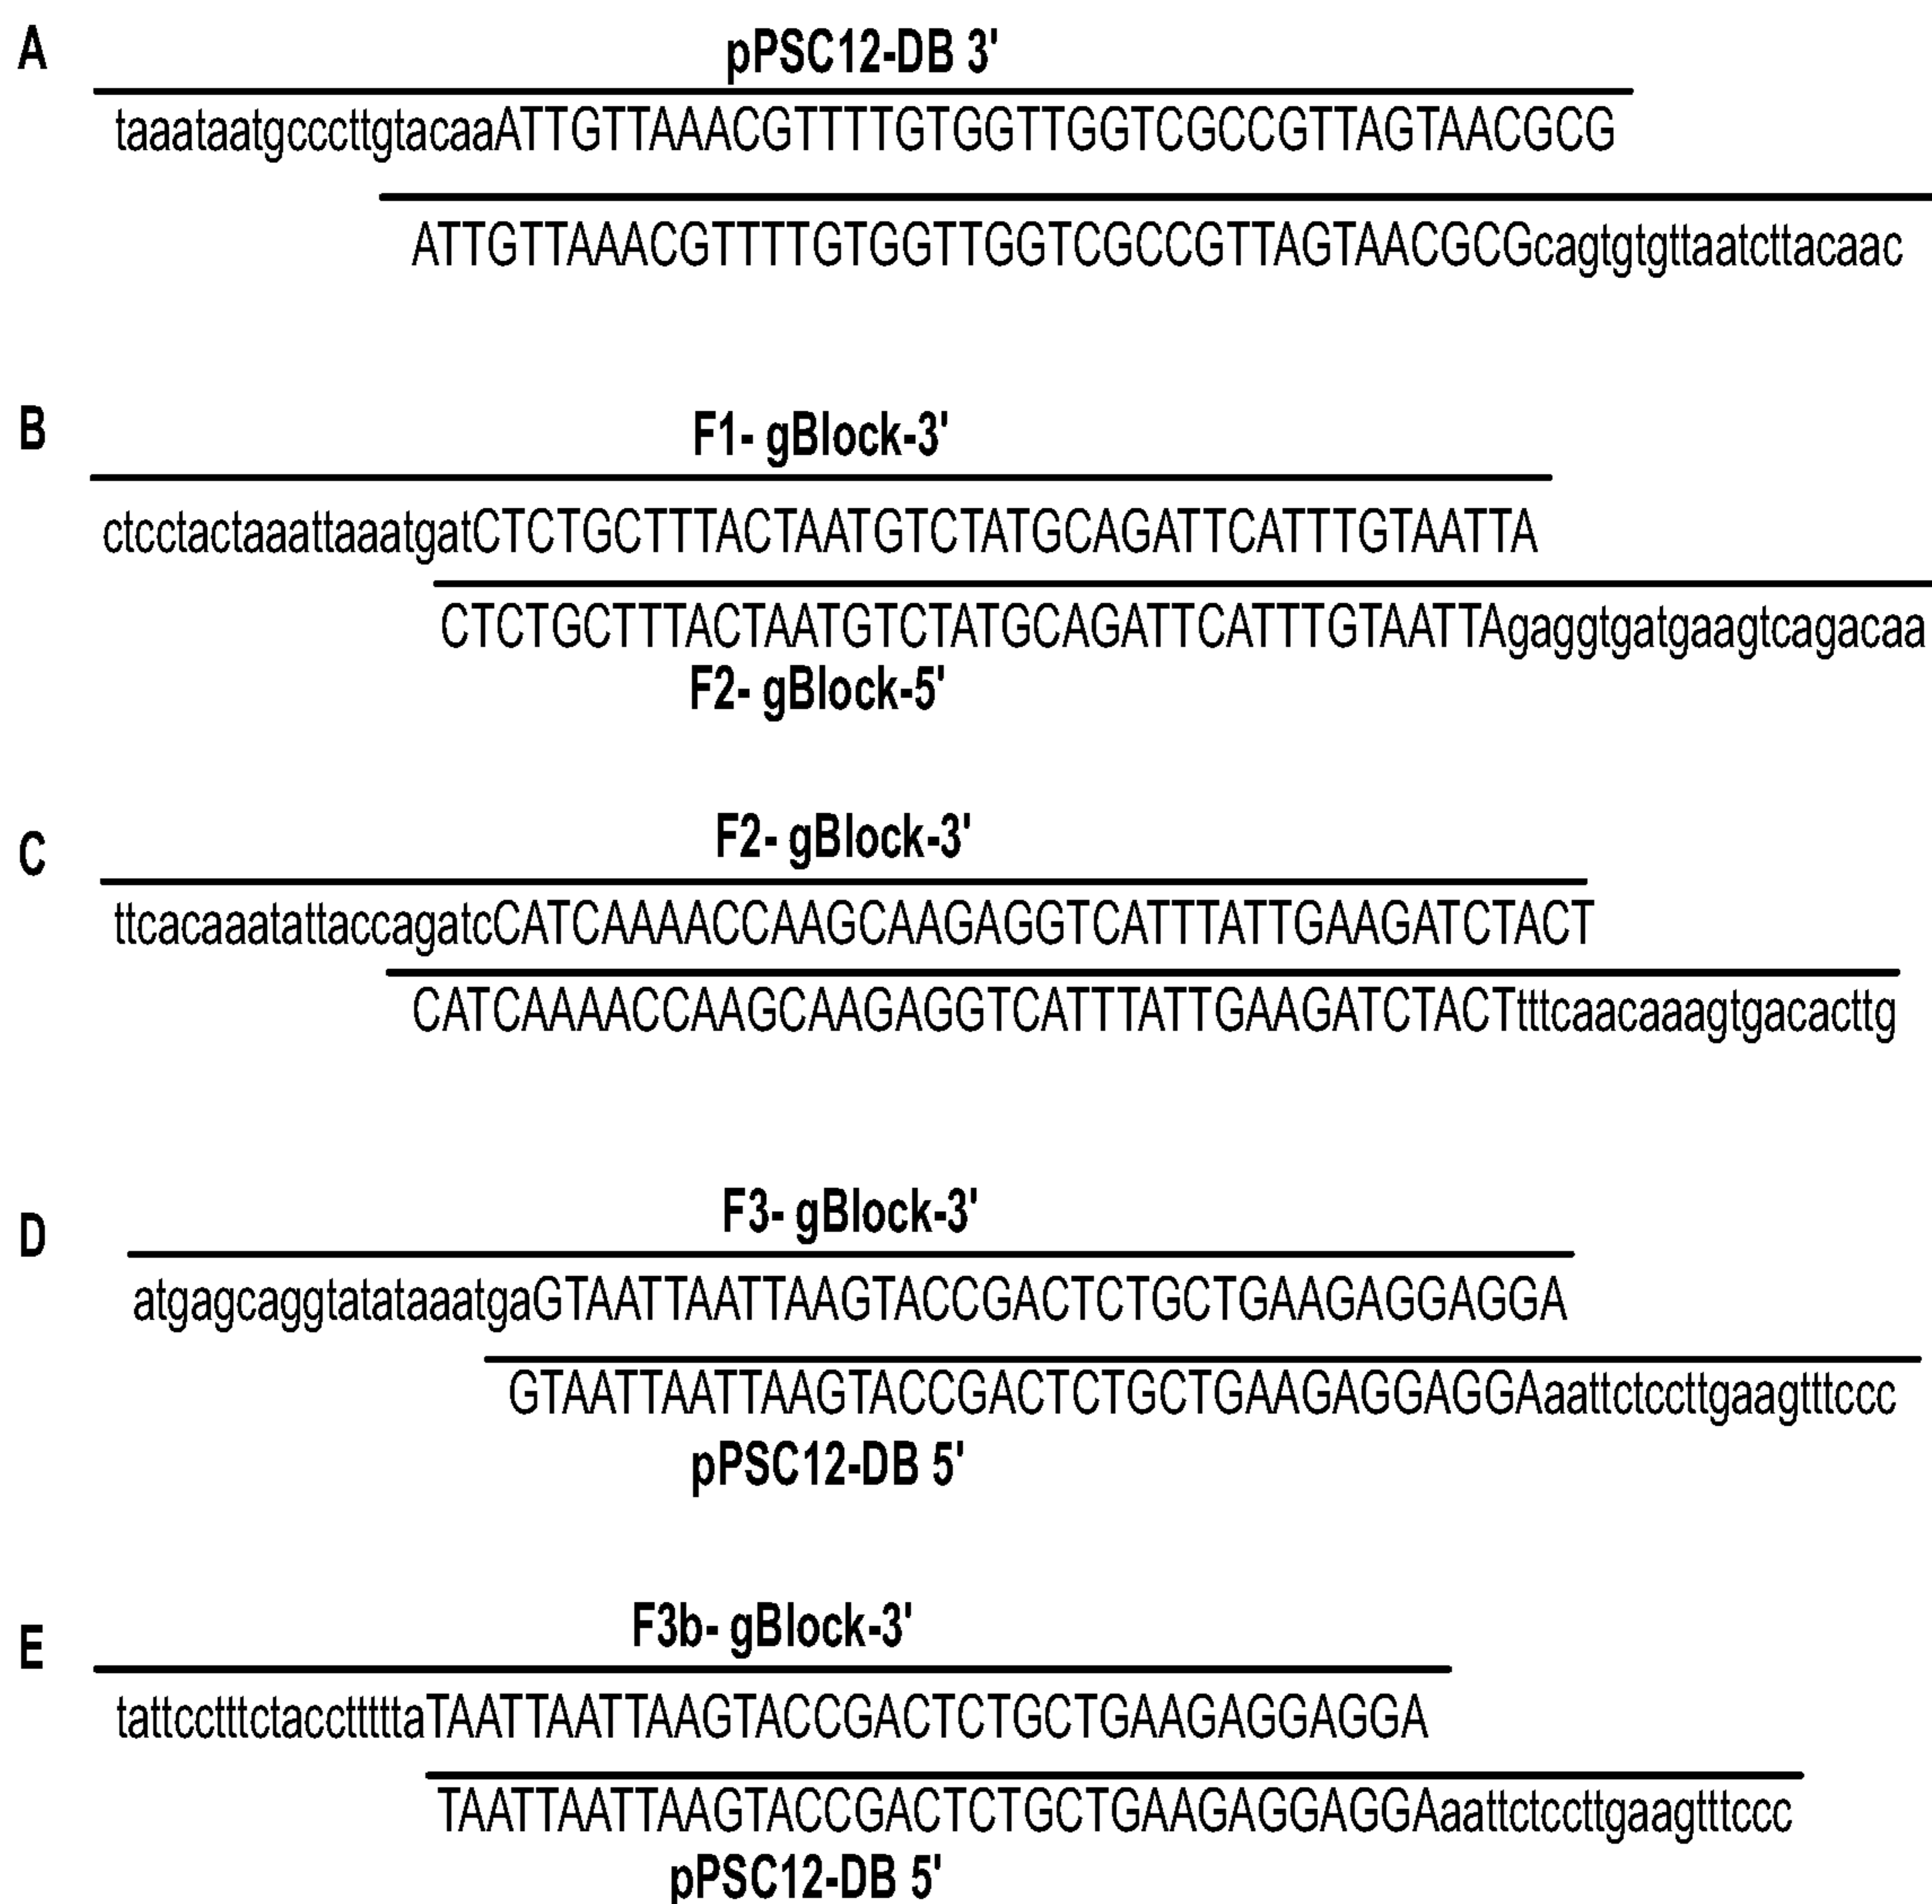 A
pPSC12-DB 3'
taaataatgcccttgtacaaATTGTTAAACGTTTTGTGGTTGGTCGCCGTTAGTAACGCG
ATTGTTAAACGTTTTGTGGTTGGTCGCCGTTAGTAACGCGcagtgtgttaatcttacaac
B
F1- gBlock-3'
ctcctactaaattaaatgatCTCTGCTTTACTAATGTCTATGCAGATTCATTTGTAATTA
CTCTGCTTTACTAATGTCTATGCAGATTCATTTGTAATTAgaggtgatgaagtcagacaa
F2- gBlock-5'
C
F2- gBlock-3'
ttcacaaatattaccagatcCATCAAAACCAAGCAAGAGGTCATTTATTGAAGATCTACT
CATCAAAACCAAGCAAGAGGTCATTTATTGAAGATCTACTtttcaacaaagtgacacttg
D
F3- gBlock-3'
atgagcaggtatataaatgaGTAATTAATTAAGTACCGACTCTGCTGAAGAGGAGGA
GTAATTAATTAAGTACCGACTCTGCTGAAGAGGAGGAaattctccttgaagtttccc
pPSC12-DB 5'
E
F3b- gBlock-3'
tattcctttctacctttttaTAATTAATTAAGTACCGACTCTGCTGAAGAGGAGGA
TAATTAATTAAGTACCGACTCTGCTGAAGAGGAGGAaattctccttgaagtttccc
pPSC12-DB 5'